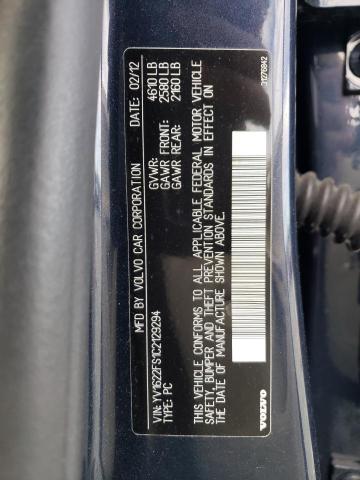 MFD BY VOLVO CAR CORPORATION DATE: 02/12
GVWR: 4610 LB
GAWR FRONT: 2580 LB
GAWR REAR: 2160 LB
VIN: YV1622FS1C2129294
TYPE: PC
THIS VEHICLE CONFORMS TO ALL APPLICABLE FEDERAL MOTOR VEHICLE
SAFETY, BUMPER AND THEFT PREVENTION STANDARDS IN EFFECT ON
THE DATE OF MANUFACTURE SHOWN ABOVE.
VOLVO
31276842